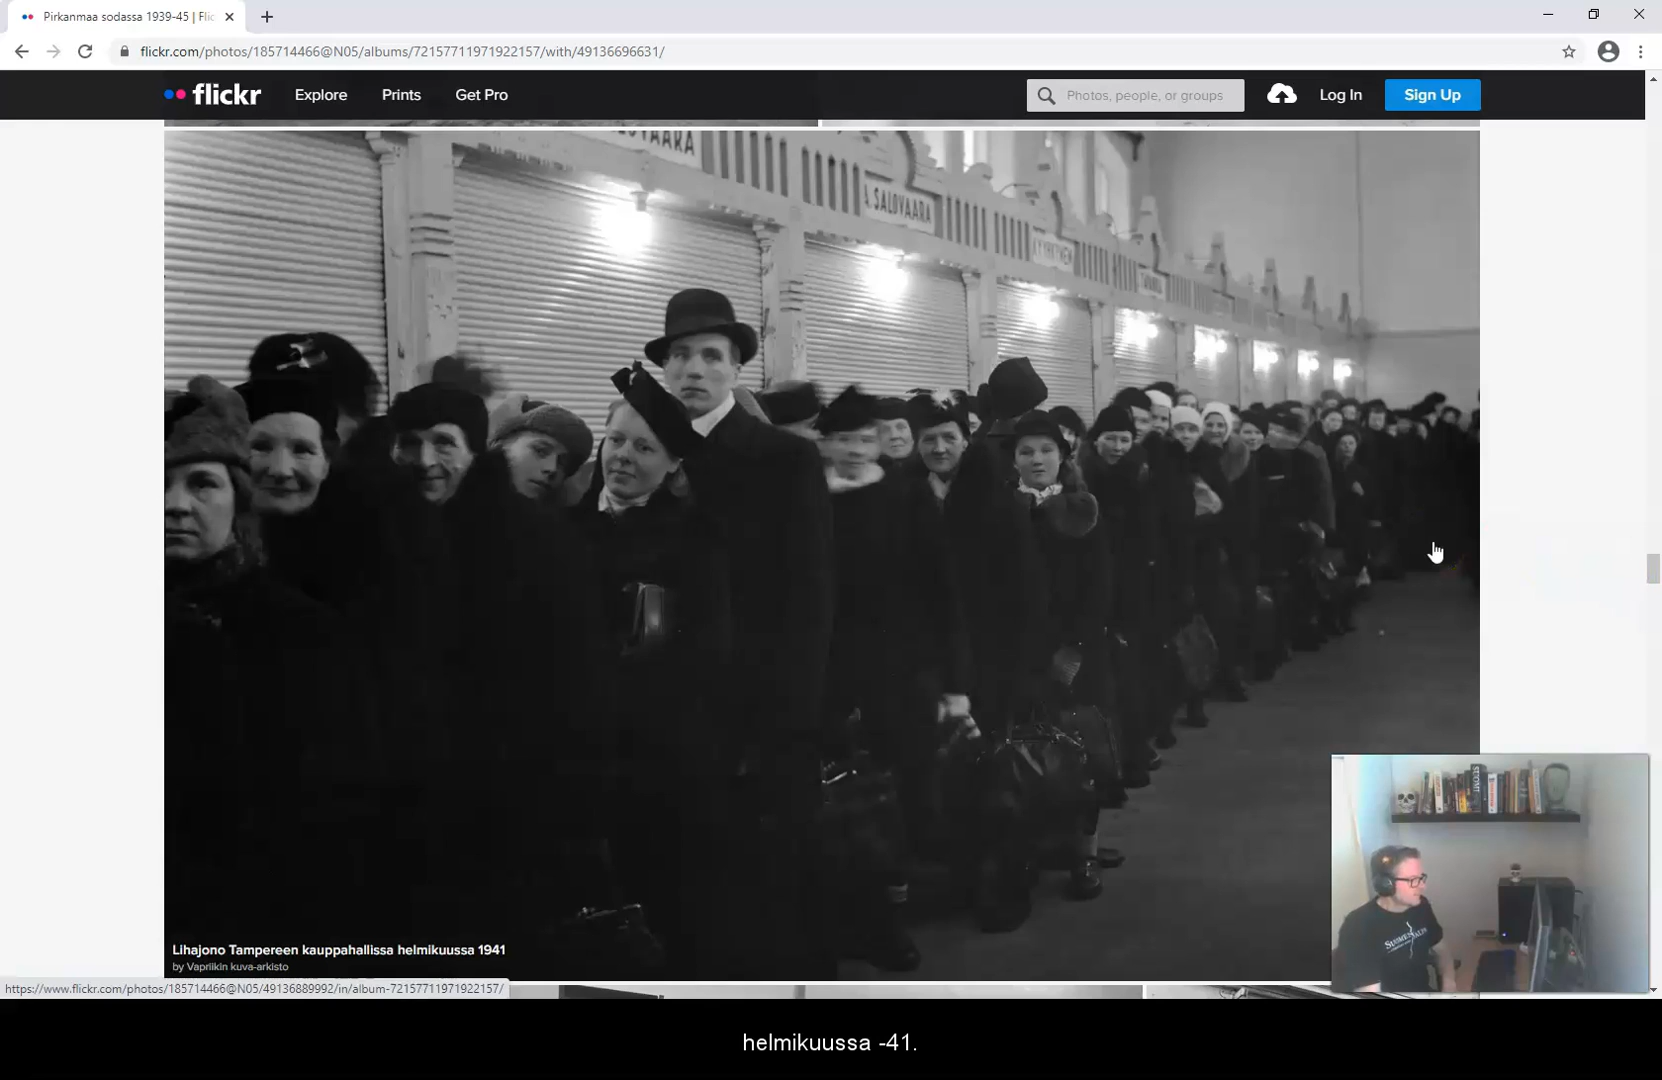 Pirkanmaa sodassa 1939-45 | Flic
flickr.com/photos/185714466@N05/albums/72157711971922157/with/49136696631/
flickr Explore Prints Get Pro Photos, people, or groups Log In Sign Up
SALOVAARA
Lihajono Tampereen kauppahallissa helmikuussa 1941
by Vapriikin kuva-arkisto
https://www.flickr.com/photos/185714466@N05/49136889992/in/album-72157711971922157/
SUOMI
helmikuussa -41.